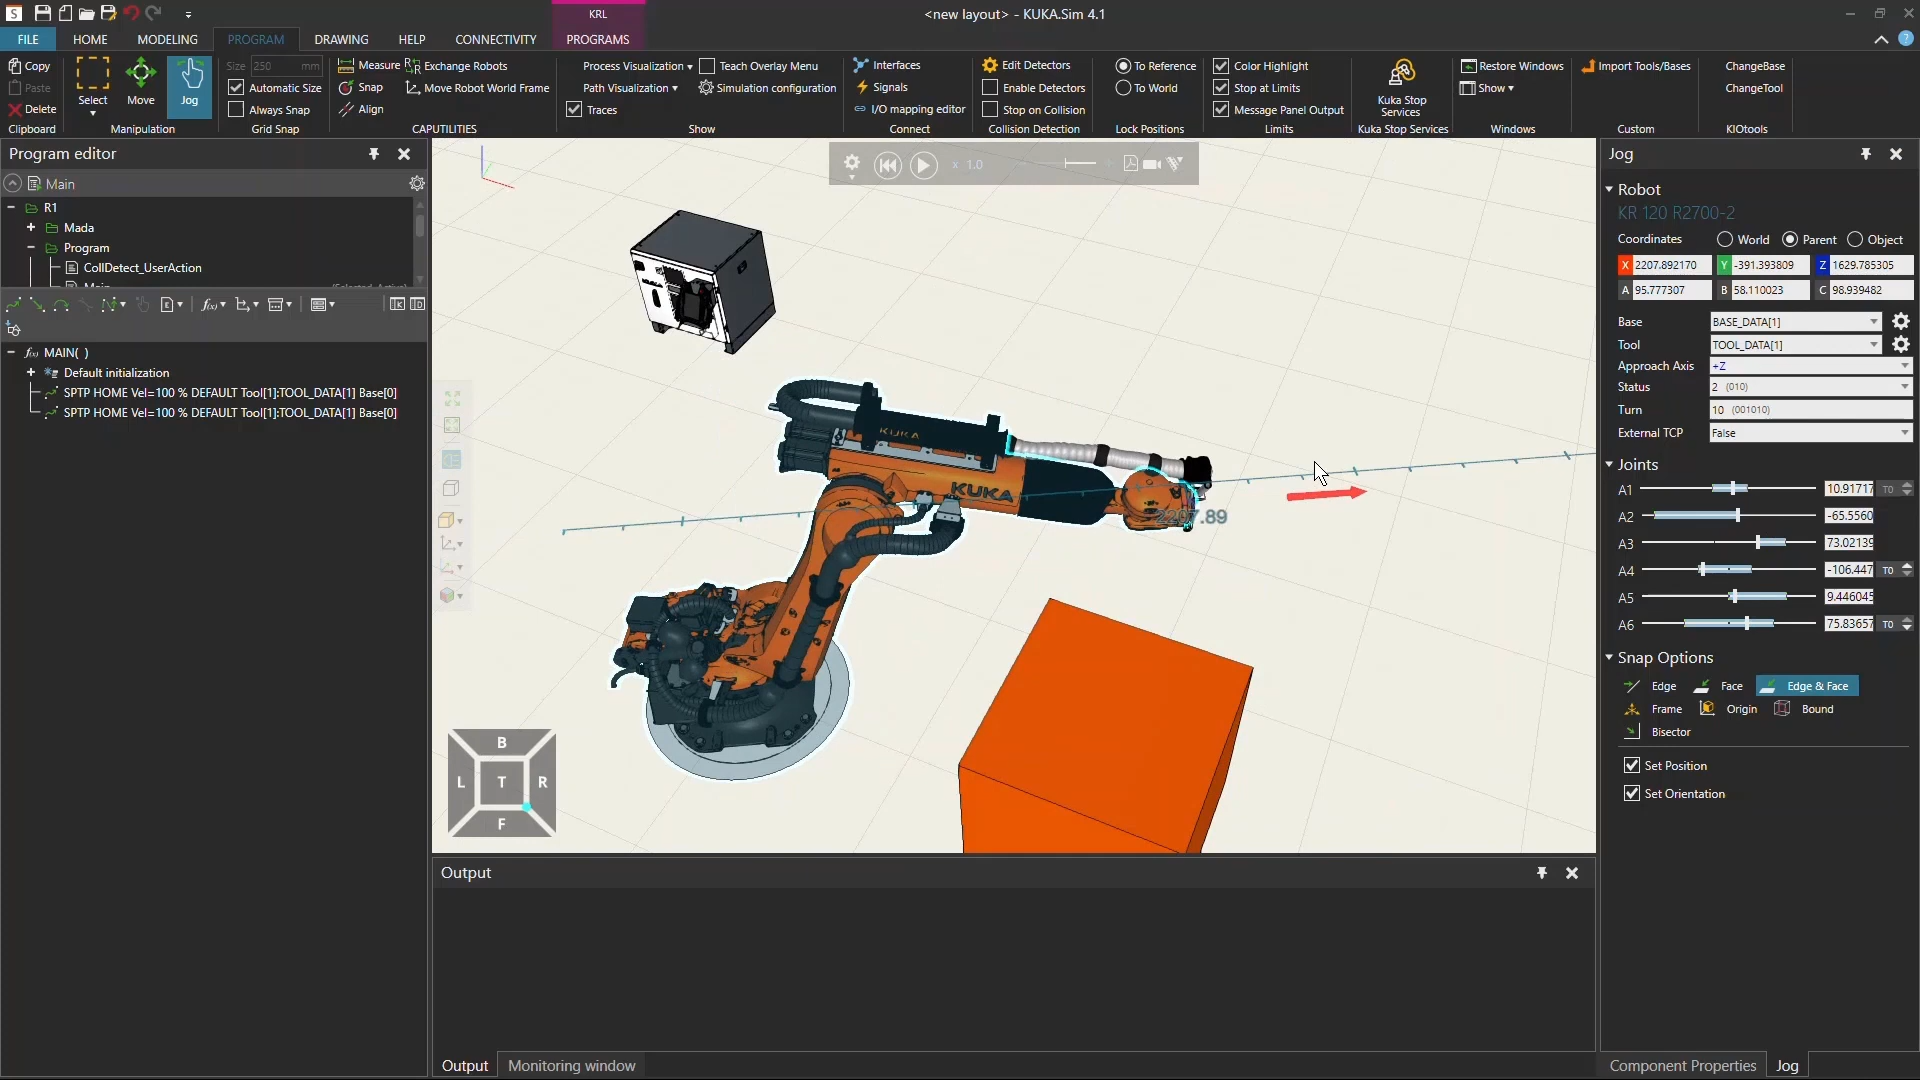 KRL
<new layout> - KUKA.Sim 4.1
FILE HOME MODELING PROGRAM DRAWING HELP CONNECTIVITY PROGRAMS
Copy
Paste
Delete
Clipboard
Select
Move
Jog
Manipulation
Size 250 mm
Automatic Size
Always Snap
Grid Snap
Measure Exchange Robots
Snap Move Robot World Frame
Align
CAPUTILITIES
Process Visualization Teach Overlay Menu
Path Visualization Simulation configuration
Traces
Show
Interfaces
Signals
I/O mapping editor
Connect
Edit Detectors
Enable Detectors
Stop on Collision
Collision Detection
To Reference
To World
Lock Positions
Color Highlight
Stop at Limits
Message Panel Output
Limits
Kuka Stop
Services
Kuka Stop Services
Restore Windows
Show
Windows
Import Tools/Bases
Custom
ChangeBase
ChangeTool
KIOtools
Program editor
Main
R1
Mada
Program
CollDetect_UserAction
MAIN( )
Default initialization
SPTP HOME Vel=100 % DEFAULT Tool[1]:TOOL_DATA[1] Base[0]
SPTP HOME Vel=100 % DEFAULT Tool[1]:TOOL_DATA[1] Base[0]
x 1.0
KUKA
KUKA
2207.89
B
L T R
F
Output
Output Monitoring window
Jog
Robot
KR 120 R2700-2
Coordinates World Parent Object
X 2207.892170 Y -391.393809 Z 1629.785305
A 95.777307 B 58.110023 C 98.939482
Base BASE_DATA[1]
Tool TOOL_DATA[1]
Approach Axis +Z
Status 2 (010)
Turn 10 (001010)
External TCP False
Joints
A1 10.91717 T0
A2 -65.5560
A3 73.02139
A4 -106.447 T0
A5 9.446045
A6 75.83657 T0
Snap Options
Edge Face Edge & Face
Frame Origin Bound
Bisector
Set Position
Set Orientation
Component Properties Jog